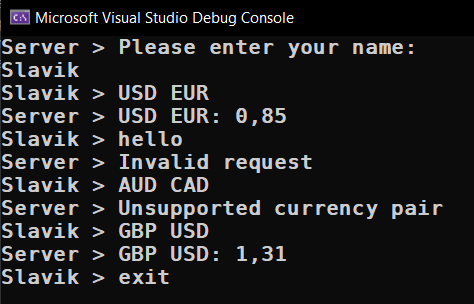 C:\ Microsoft Visual Studio Debug Console
Server > Please enter your name:
Slavik
Slavik > USD EUR
Server > USD EUR: 0,85
Slavik > hello
Server > Invalid request
Slavik > AUD CAD
Server > Unsupported currency pair
Slavik > GBP USD
Server > GBP USD: 1,31
Slavik > exit